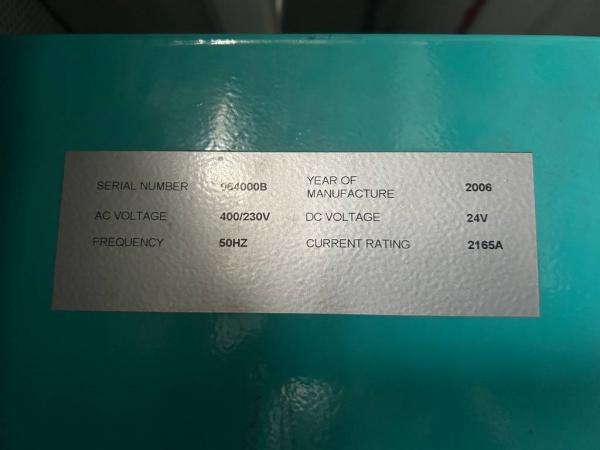 SERIAL NUMBER 964000B YEAR OF MANUFACTURE 2006
AC VOLTAGE 400/230V DC VOLTAGE 24V
FREQUENCY 50HZ CURRENT RATING 2165A